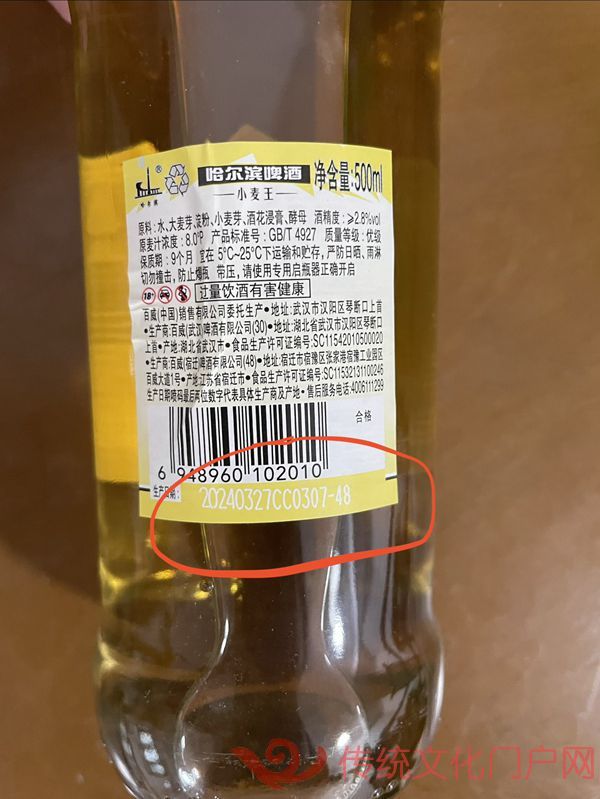 哈尔滨
®
哈尔滨啤酒 净含量:500ml
小麦王
原料:水、大麦芽、淀粉、小麦芽、酒花浸膏、酵母 酒精度:≥2.8%vol
原麦汁浓度:8.0°P 产品标准号:GB/T 4927 质量等级:优级
保质期:9个月 宜在5°C~25°C下运输和贮存,严防日晒、雨淋
切勿撞击,防止爆瓶 带压,请使用专用启瓶器正确开启
18+ 过量饮酒有害健康
百威(中国)销售有限公司委托生产•地址:武汉市汉阳区琴断口上首
•生产商:百威(武汉)啤酒有限公司(30)•地址:湖北省武汉市汉阳区琴断口
上首•产地:湖北省武汉市•食品生产许可证编号:SC11542010500020
•生产商:百威(宿迁)啤酒有限公司(48)•地址:宿迁市宿豫区张家港宿豫工业园区
百威大道1号•产地:江苏省宿迁市•食品生产许可证编号:SC11532131100246
生产日期喷码最后两位数字代表具体生产商及产地•售后服务电话:4006111299
合格
6 948960 102010
生产日期: 20240327CC0307-48
传统文化门户网